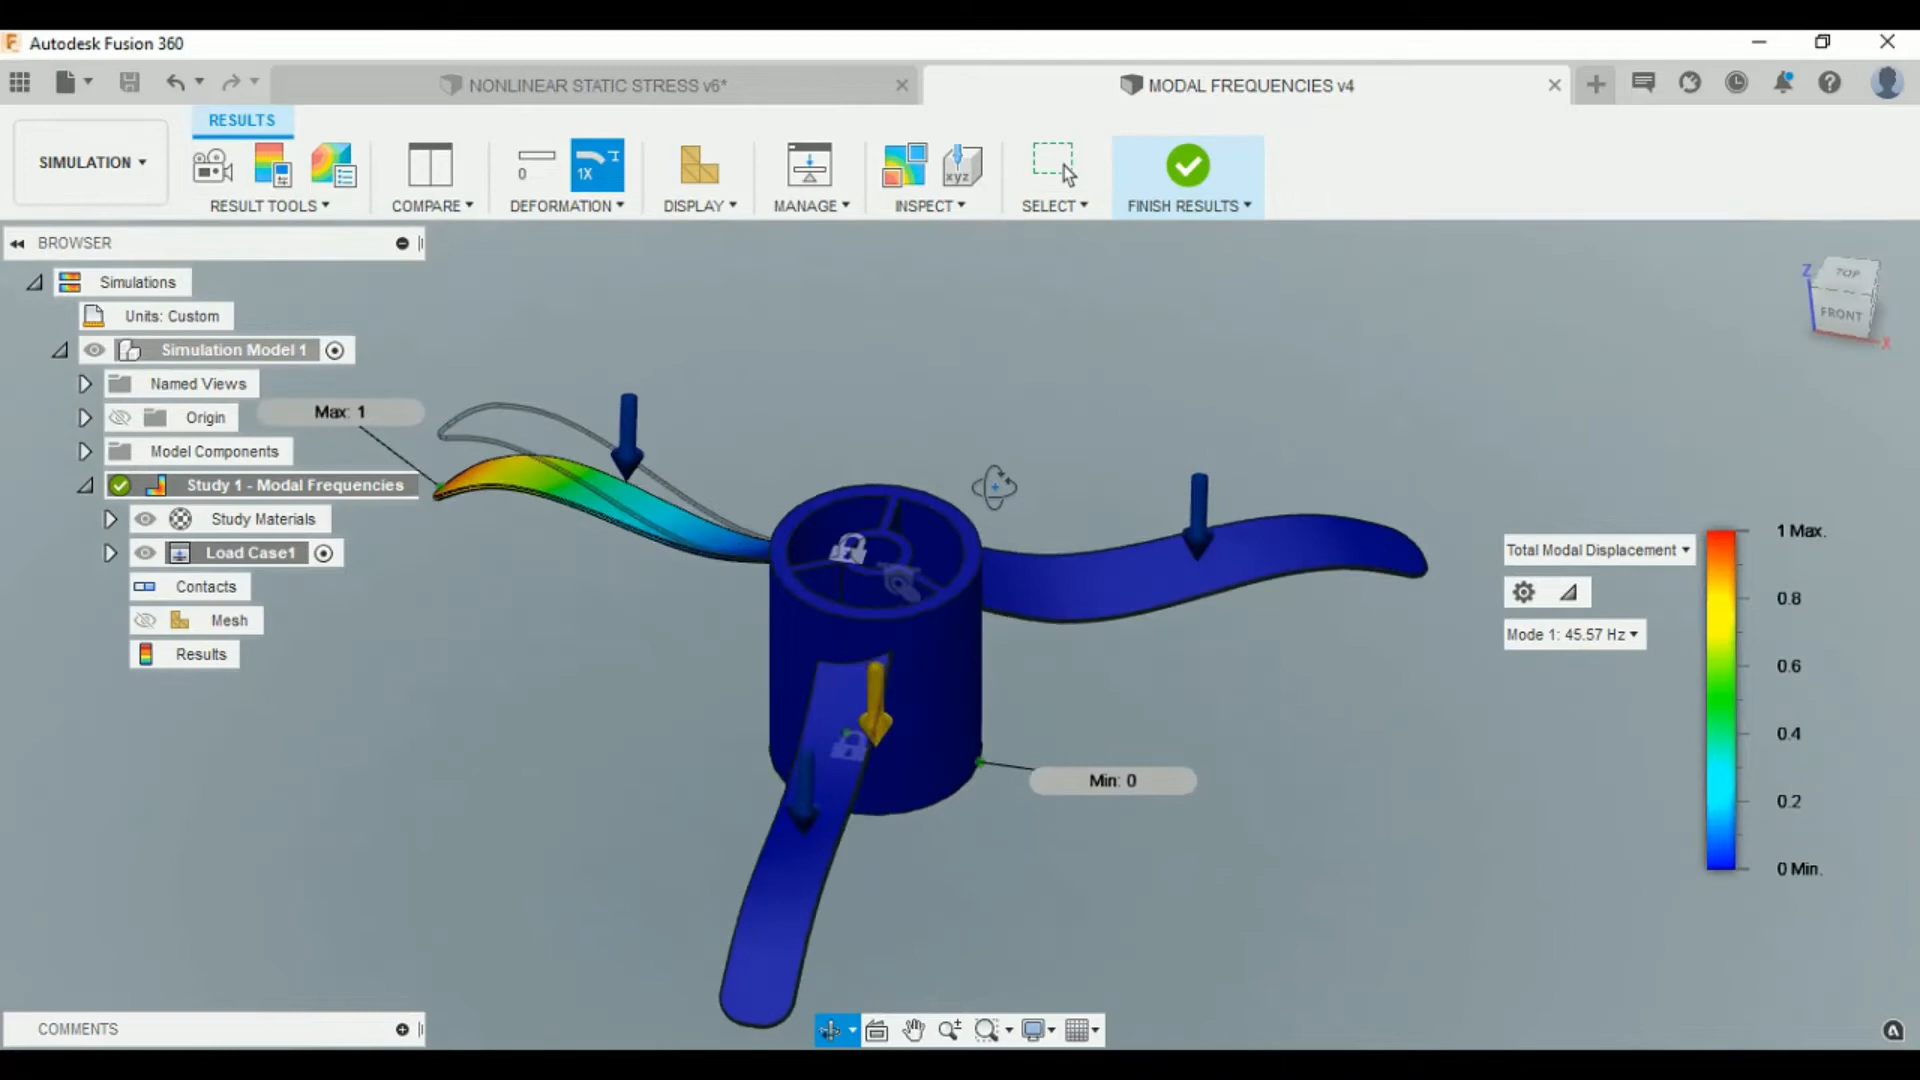 Autodesk Fusion 360
NONLINEAR STATIC STRESS v6*
MODAL FREQUENCIES v4
RESULTS
SIMULATION
0
1X
xyz
RESULT TOOLS
COMPARE
DEFORMATION
DISPLAY
MANAGE
INSPECT
SELECT
FINISH RESULTS
BROWSER
Simulations
Units: Custom
Simulation Model 1
Named Views
Origin
Model Components
Study 1 - Modal Frequencies
Study Materials
Load Case1
Contacts
Mesh
Results
Max: 1
Min: 0
Z
TOP
FRONT
X
Total Modal Displacement
Mode 1: 45.57 Hz
1 Max.
0.8
0.6
0.4
0.2
0 Min.
COMMENTS